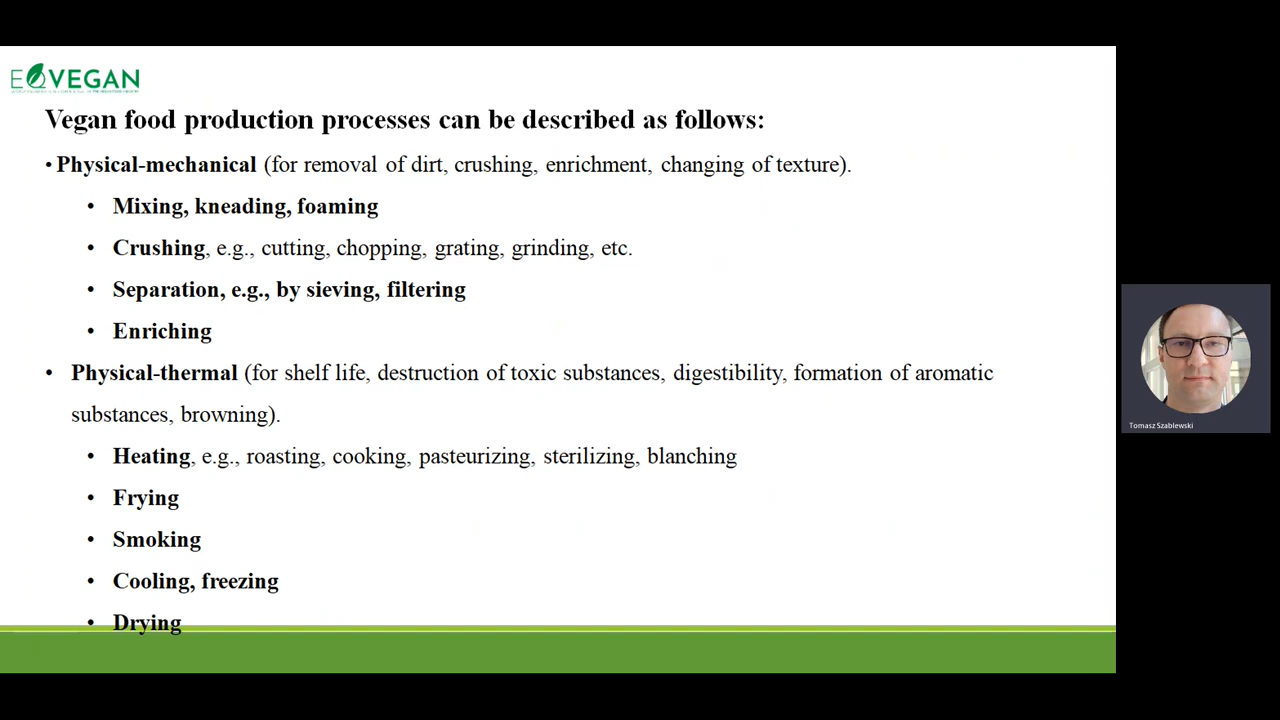 EQVEGAN
Vegan food production processes can be described as follows:
• Physical-mechanical (for removal of dirt, crushing, enrichment, changing of texture).
• Mixing, kneading, foaming
• Crushing, e.g., cutting, chopping, grating, grinding, etc.
• Separation, e.g., by sieving, filtering
• Enriching
• Physical-thermal (for shelf life, destruction of toxic substances, digestibility, formation of aromatic
substances, browning).
• Heating, e.g., roasting, cooking, pasteurizing, sterilizing, blanching
• Frying
• Smoking
• Cooling, freezing
• Drying
Tomasz Szablewski